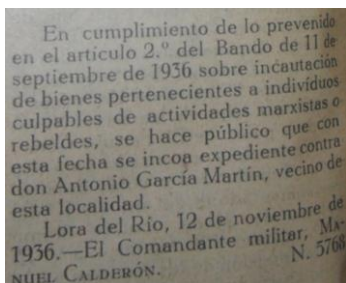 En cumplimiento de lo prevenido
en el artículo 2.º del Bando de 11 de
septiembre de 1936 sobre incautación
de bienes pertenecientes a individuos
culpables de actividades marxistas o
rebeldes, se hace público que con
esta fecha se incoa expediente contra
don Antonio García Martín, vecino de
esta localidad.
Lora del Río, 12 de noviembre de
1936.—El Comandante militar, MA-
NUEL CALDERÓN. N. 5768